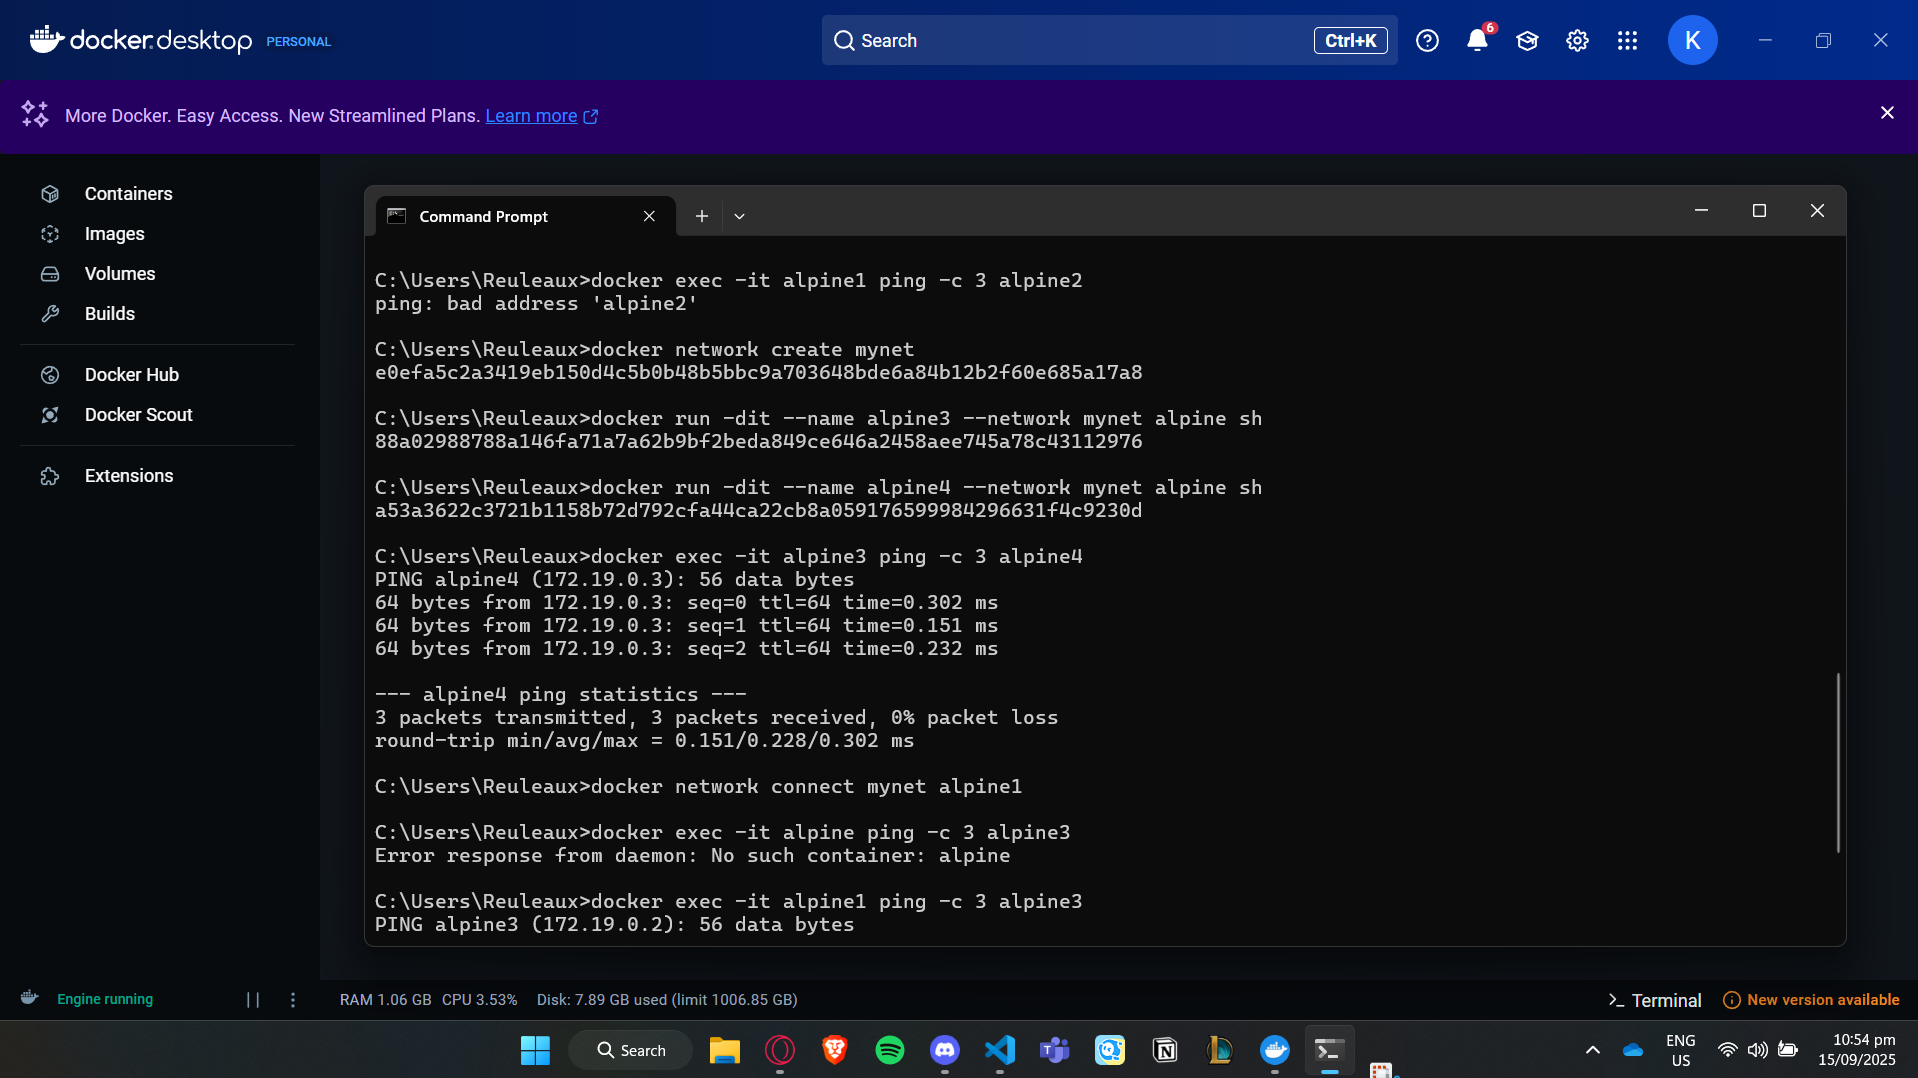 docker.desktop PERSONAL
Search
Ctrl+K
6
K
More Docker. Easy Access. New Streamlined Plans. Learn more
Containers
Images
Volumes
Builds
Docker Hub
Docker Scout
Extensions
Command Prompt
C:\Users\Reuleaux>docker exec -it alpine1 ping -c 3 alpine2
ping: bad address 'alpine2'
C:\Users\Reuleaux>docker network create mynet
e0efa5c2a3419eb150d4c5b0b48b5bbc9a703648bde6a84b12b2f60e685a17a8
C:\Users\Reuleaux>docker run -dit --name alpine3 --network mynet alpine sh
88a02988788a146fa71a7a62b9bf2beda849ce646a2458aee745a78c43112976
C:\Users\Reuleaux>docker run -dit --name alpine4 --network mynet alpine sh
a53a3622c3721b1158b72d792cfa44ca22cb8a059176599984296631f4c9230d
C:\Users\Reuleaux>docker exec -it alpine3 ping -c 3 alpine4
PING alpine4 (172.19.0.3): 56 data bytes
64 bytes from 172.19.0.3: seq=0 ttl=64 time=0.302 ms
64 bytes from 172.19.0.3: seq=1 ttl=64 time=0.151 ms
64 bytes from 172.19.0.3: seq=2 ttl=64 time=0.232 ms
--- alpine4 ping statistics ---
3 packets transmitted, 3 packets received, 0% packet loss
round-trip min/avg/max = 0.151/0.228/0.302 ms
C:\Users\Reuleaux>docker network connect mynet alpine1
C:\Users\Reuleaux>docker exec -it alpine ping -c 3 alpine3
Error response from daemon: No such container: alpine
C:\Users\Reuleaux>docker exec -it alpine1 ping -c 3 alpine3
PING alpine3 (172.19.0.2): 56 data bytes
Engine running
RAM 1.06 GB CPU 3.53% Disk: 7.89 GB used (limit 1006.85 GB)
Terminal
New version available
Search
ENG
US
10:54 pm
15/09/2025